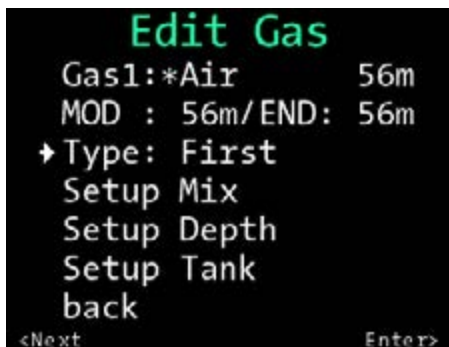 Edit Gas
Gas1:*Air 56m
MOD : 56m/END: 56m
Type: First
Setup Mix
Setup Depth
Setup Tank
back
<Next Enter>